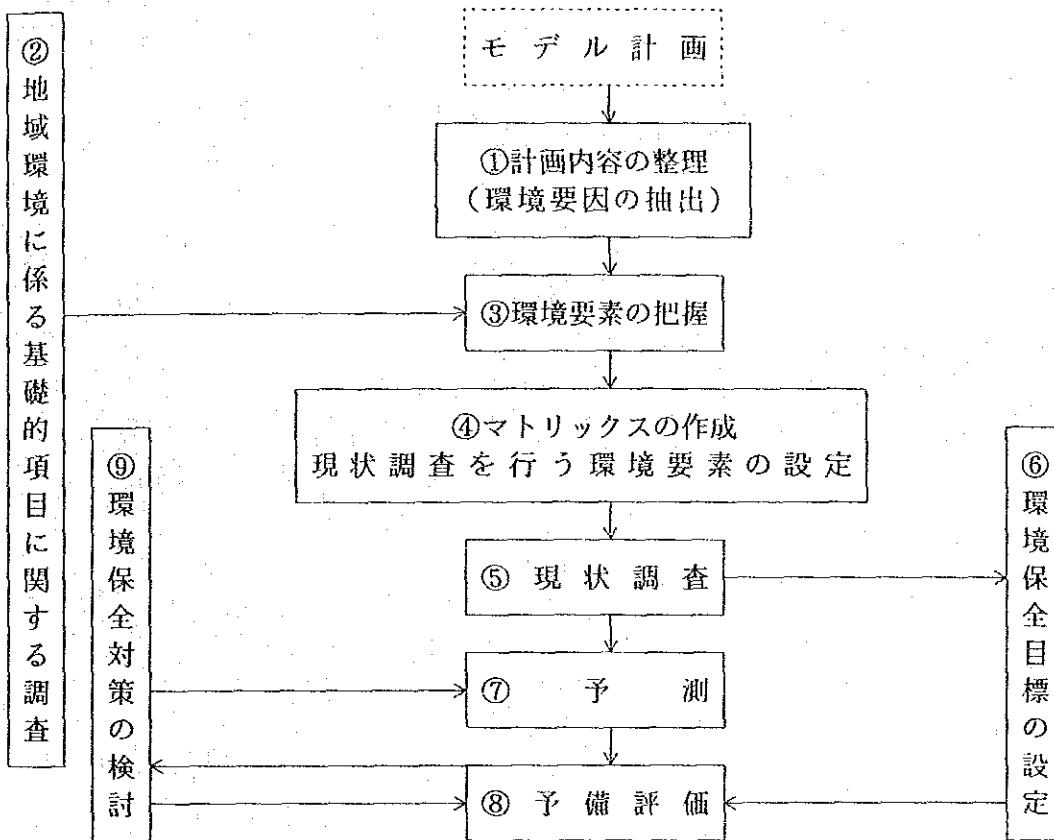 モデル計画
①計画内容の整理
(環境要因の抽出)
②地域環境に係る基礎的項目に関する調査
③環境要素の把握
④マトリックスの作成
現状調査を行う環境要素の設定
⑤現状調査
⑥環境保全目標の設定
⑦予測
⑧予備評価
⑨環境保全対策の検討